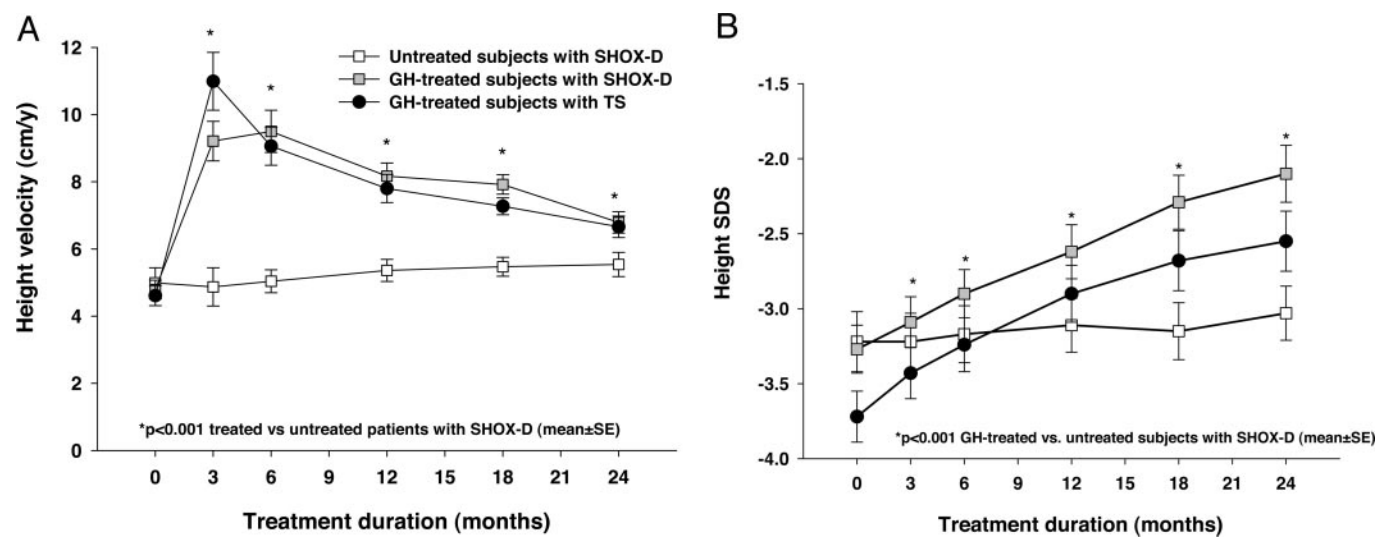 A
Height velocity (cm/y)
12
10
8
6
4
2
0
*
*
*
*
*
Untreated subjects with SHOX-D
GH-treated subjects with SHOX-D
GH-treated subjects with TS
*p<0.001 treated vs untreated patients with SHOX-D (mean±SE)
0 3 6 9 12 15 18 21 24
Treatment duration (months)
B
Height SDS
-1.5
-2.0
-2.5
-3.0
-3.5
-4.0
*
*
*
*
*
*p<0.001 GH-treated vs. untreated subjects with SHOX-D (mean±SE)
0 3 6 9 12 15 18 21 24
Treatment duration (months)